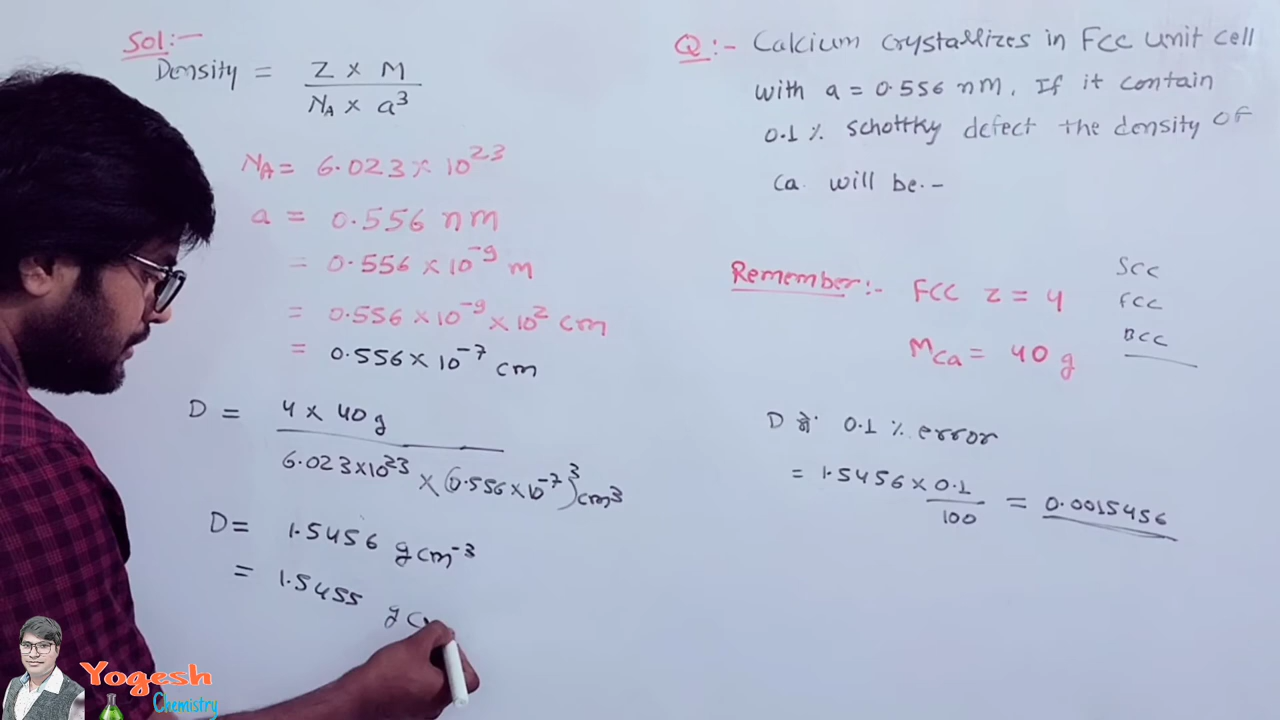 Sol:-
Density = Z × M / NA × a³
NA = 6.023 × 10²³
a = 0.556 nm
= 0.556 × 10⁻⁹ m
= 0.556 × 10⁻⁹ × 10² cm
= 0.556 × 10⁻⁷ cm
D = 4 × 40 g / 6.023×10²³ × (0.556×10⁻⁷)³ cm³
D = 1.5456 g cm⁻³
= 1.5455
Q:- Calcium crystallizes in FCC unit cell
with a = 0.556 nm. If it contain
0.1 % schottky defect the density of
Ca. will be.-
Remember:- FCC Z = 4
MCa = 40 g
SCC
FCC
BCC
D में 0.1 % error
= 1.5456 × 0.1 / 100 = 0.0015456
Yogesh
Chemistry